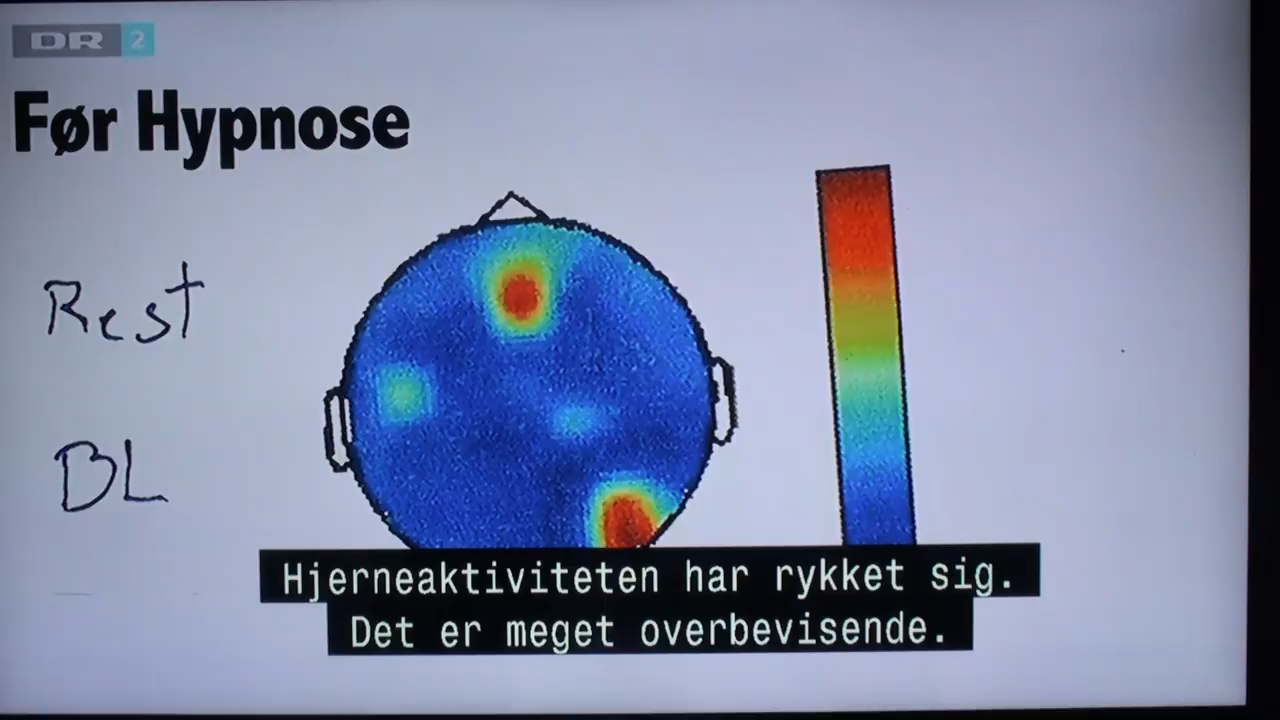 DR 2
Før Hypnose
Rest
BL
Hjerneaktiviteten har rykket sig.
Det er meget overbevisende.